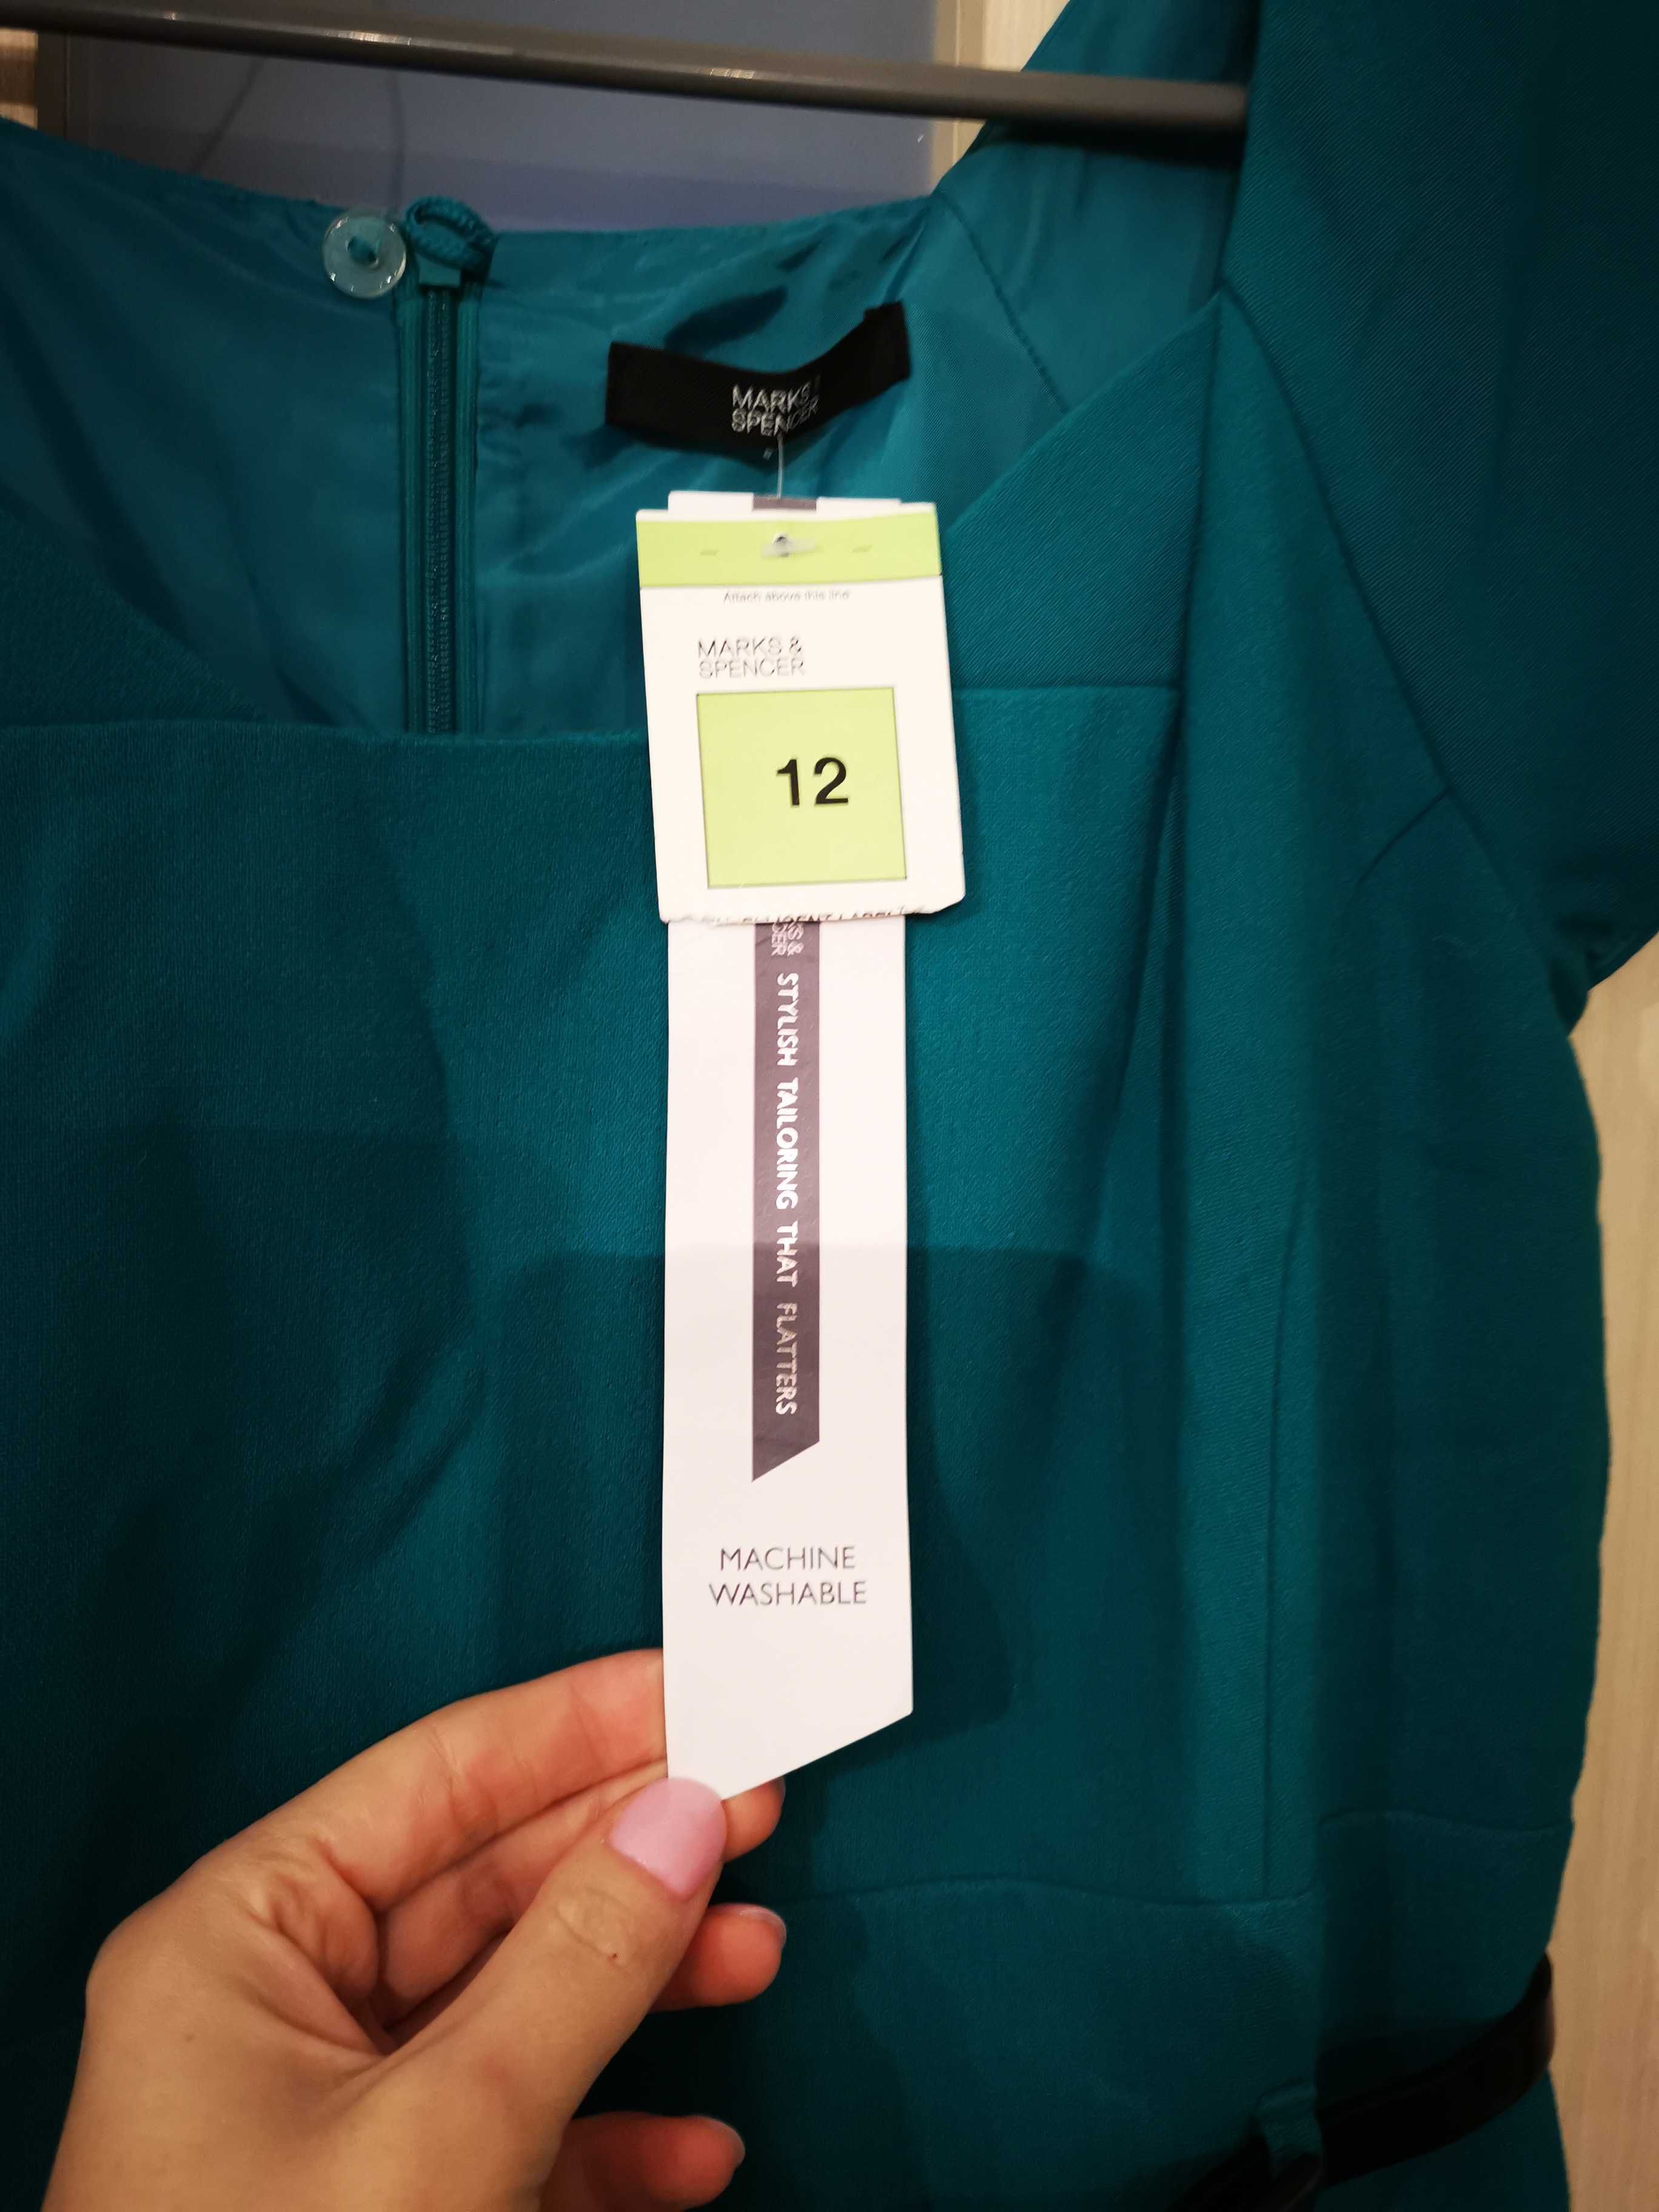 MARKS
SPENCER
Attach above this line
MARKS &
SPENCER
12
STYLISH TAILORING THAT FLATTERS
MACHINE
WASHABLE